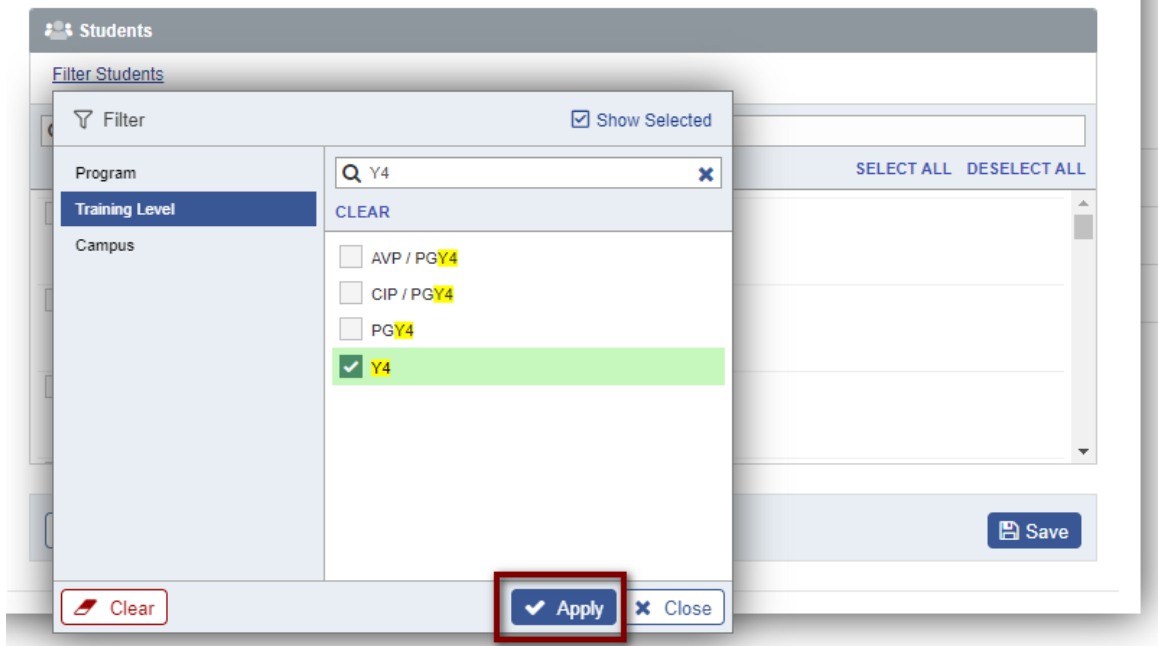 Students
Filter Students
Filter
Show Selected
Program
Training Level
Campus
Y4
CLEAR
AVP / PGY4
CIP / PGY4
PGY4
Y4
SELECT ALL DESELECT ALL
Save
Clear
Apply
Close